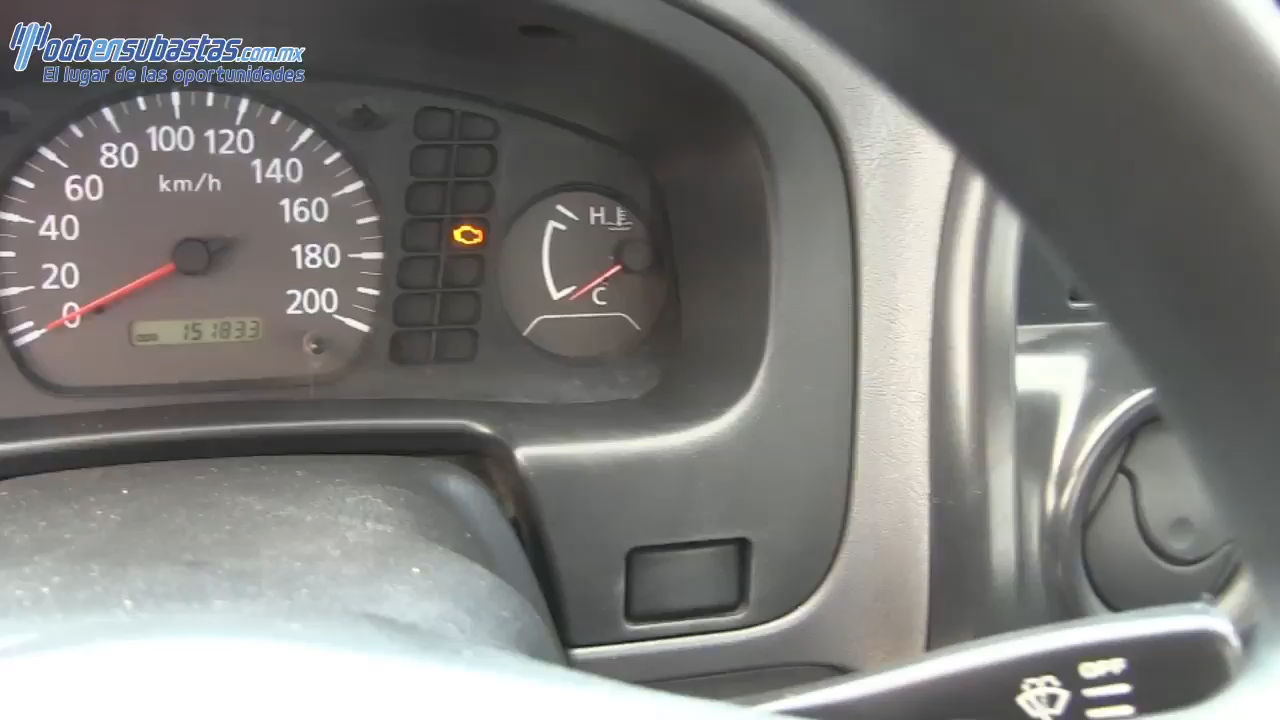 Todoensubastas.com.mx
El lugar de las oportunidades
0
20
40
60
80
100
120
140
160
180
200
km/h
151833
H
C
OFF